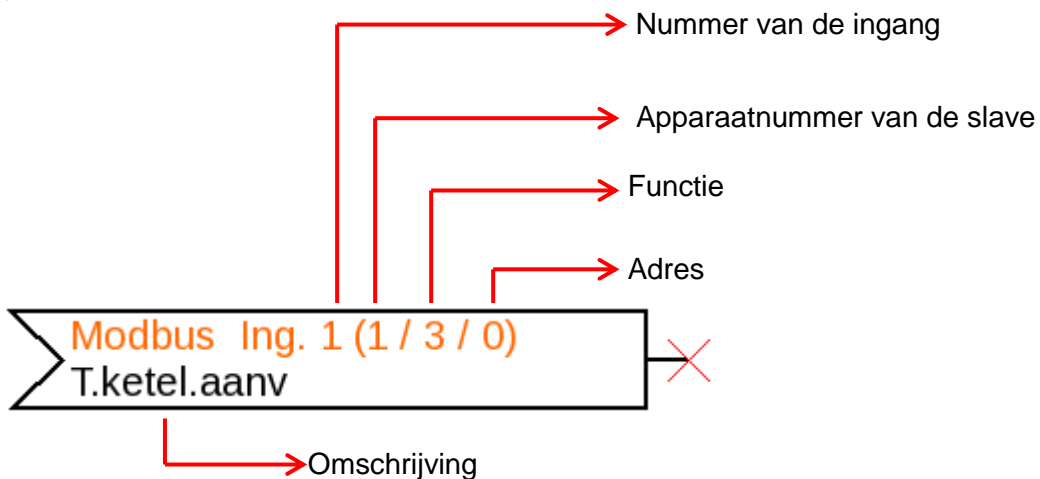 Nummer van de ingang
Apparaatnummer van de slave
Functie
Adres
Modbus Ing. 1 (1 / 3 / 0)
T.ketel.aanv
Omschrijving